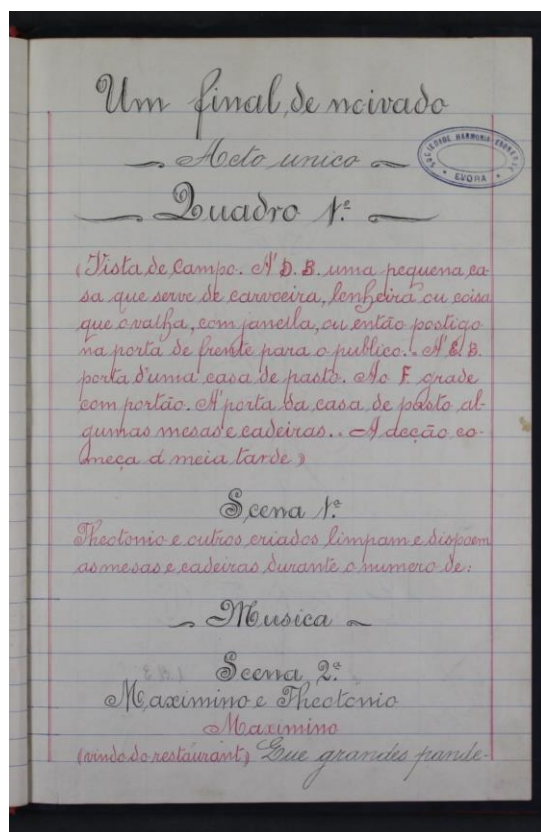 Um final de noivado
Acto unico
SOCIEDADE HARMONIA EBORENSE
EVORA
Quadro 1.º
(Vista de Campo. A' D. B. uma pequena ca-
sa que serve de carvoeira, lenheira ou coisa
que o valha, com janella, ou então postigo
na porta de frente para o publico. A' E. B.
porta d'uma casa de pasto. Ao F. grade
com portão. A' porta da casa de pasto al-
gumas mesas e cadeiras.. A acção co-
meça á meia tarde)
Scena 1.ª
Theotonio e outros criados limpam e dispoem
as mesas e cadeiras durante o numero de:
Musica
E.B.)
Scena 2.ª
Maximino e Theotonio
Maximino
(vindo do restaurant) Que grandes pande-